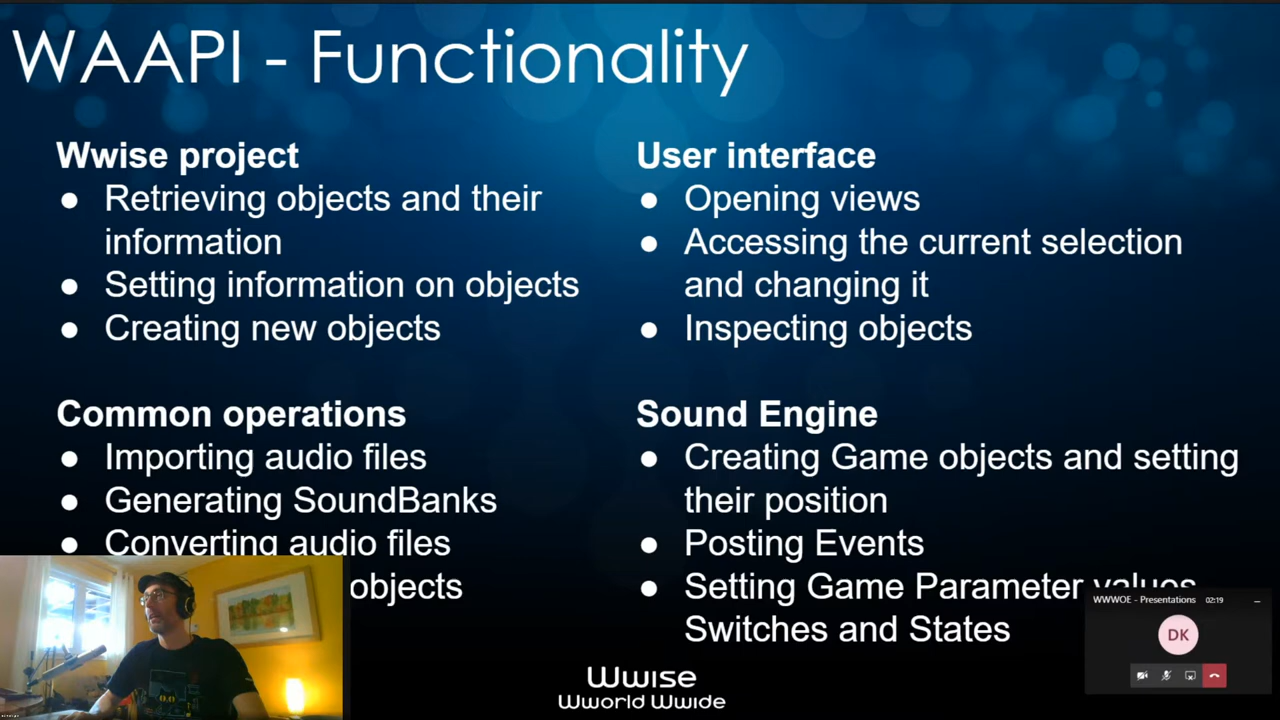 WAAPI - Functionality
Wwise project
● Retrieving objects and their
information
● Setting information on objects
● Creating new objects
User interface
● Opening views
● Accessing the current selection
and changing it
● Inspecting objects
Common operations
● Importing audio files
● Generating SoundBanks
● Converting audio files
objects
Sound Engine
● Creating Game objects and setting
their position
● Posting Events
● Setting Game Parameter values
Switches and States
WWWOE - Presentations 02:19
DK
Wwise
Wworld Wwide